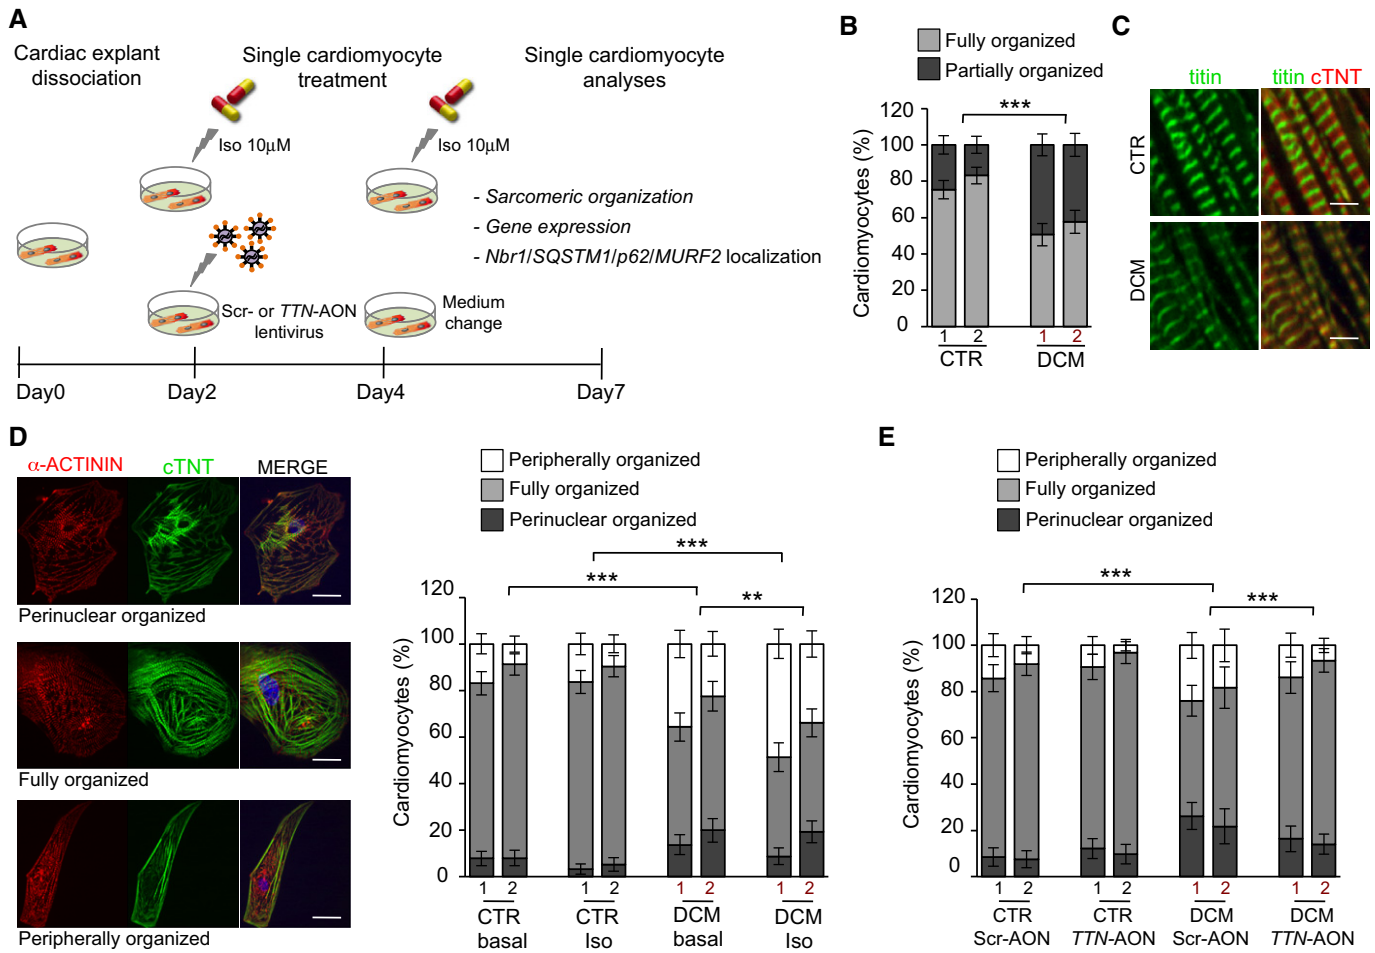 A
Cardiac explant
dissociation
Single cardiomyocyte
treatment
Single cardiomyocyte
analyses
Iso 10µM
Iso 10µM
- Sarcomeric organization
- Gene expression
- Nbr1/SQSTM1/p62/MURF2 localization
Scr- or TTN-AON
lentivirus
Medium
change
Day0
Day2
Day4
Day7
B
Fully organized
Partially organized
***
Cardiomyocytes (%)
120
100
80
60
40
20
0
1 2 1 2
CTR DCM
C
titin titin cTNT
CTR
DCM
D
α-ACTININ cTNT MERGE
Perinuclear organized
Fully organized
Peripherally organized
Peripherally organized
Fully organized
Perinuclear organized
***
***
**
Cardiomyocytes (%)
120
100
80
60
40
20
0
1 2 1 2 1 2 1 2
CTR CTR DCM DCM
basal Iso basal Iso
E
Peripherally organized
Fully organized
Perinuclear organized
***
***
Cardiomyocytes (%)
120
100
80
60
40
20
0
1 2 1 2 1 2 1 2
CTR CTR DCM DCM
Scr-AON TTN-AON Scr-AON TTN-AON